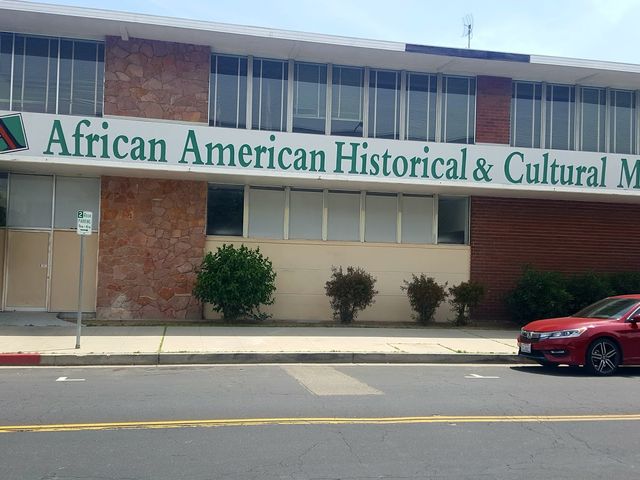 African American Historical & Cultural M
2 HOUR
PARKING